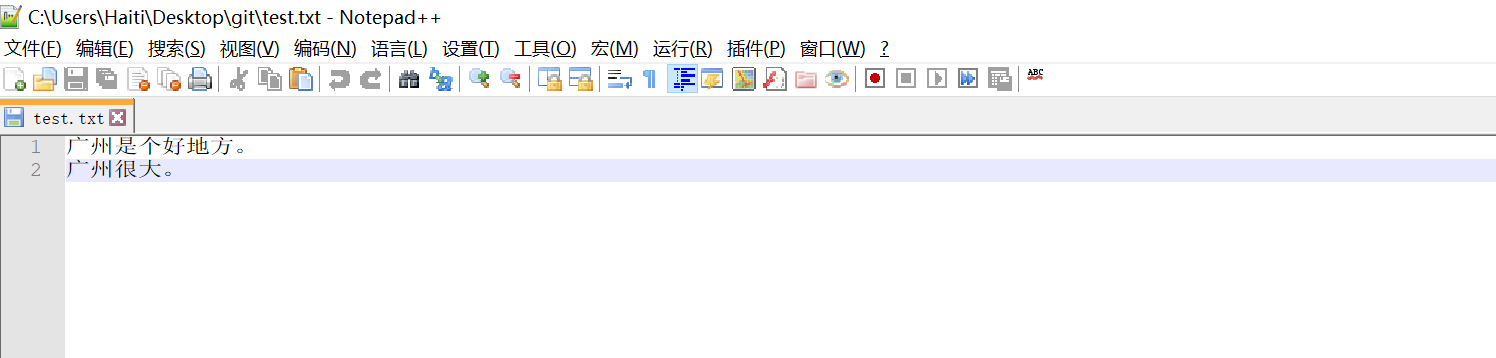 C:\Users\Haiti\Desktop\git\test.txt - Notepad++
文件(F) 编辑(E) 搜索(S) 视图(V) 编码(N) 语言(L) 设置(T) 工具(O) 宏(M) 运行(R) 插件(P) 窗口(W) ?
ABC
test.txt
1 广州是个好地方。
2 广州很大。